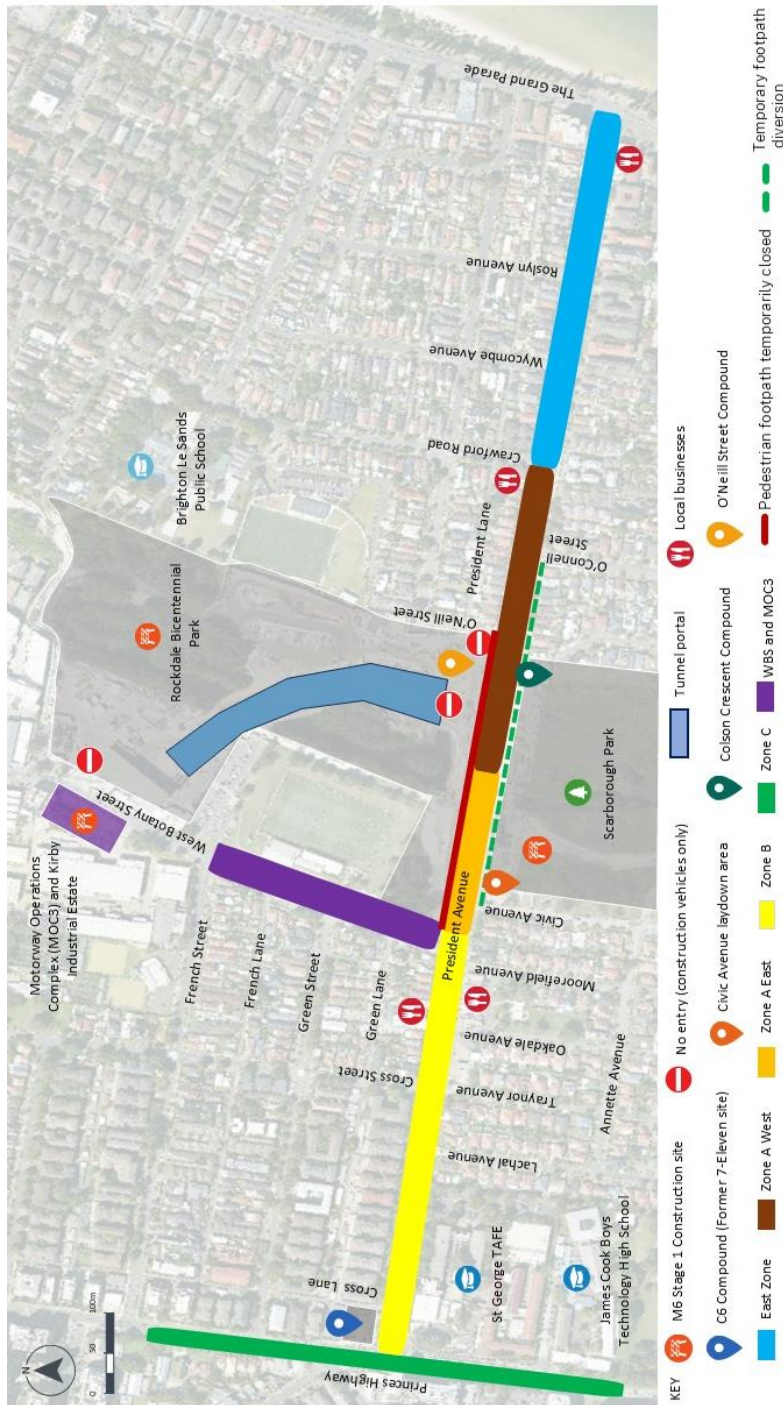 N
0
50
100m
Princes Highway
Cross Lane
St George TAFE
James Cook Boys
Technology High School
Lachal Avenue
Traynor Avenue
Annette Avenue
Oakdale Avenue
Moorefield Avenue
Civic Avenue
Cross Street
Green Lane
Green Street
French Lane
French Street
Motorway Operations
Complex (MOC3) and Kirby
Industrial Estate
West Botany Street
President Avenue
Rockdale Bicentennial
Park
Scarborough Park
O'Neill Street
O'Connell
Street
President Lane
Crawford Road
Brighton Le Sands
Public School
Wycombe Avenue
Roslyn Avenue
The Grand Parade
KEY
M6 Stage 1 Construction site
No entry (construction vehicles only)
Tunnel portal
Local businesses
C6 Compound (Former 7-Eleven site)
Civic Avenue laydown area
Colson Crescent Compound
O'Neill Street Compound
East Zone
Zone A West
Zone A East
Zone B
Zone C
WBS and MOC3
Pedestrian footpath temporarily closed
Temporary footpath
diversion